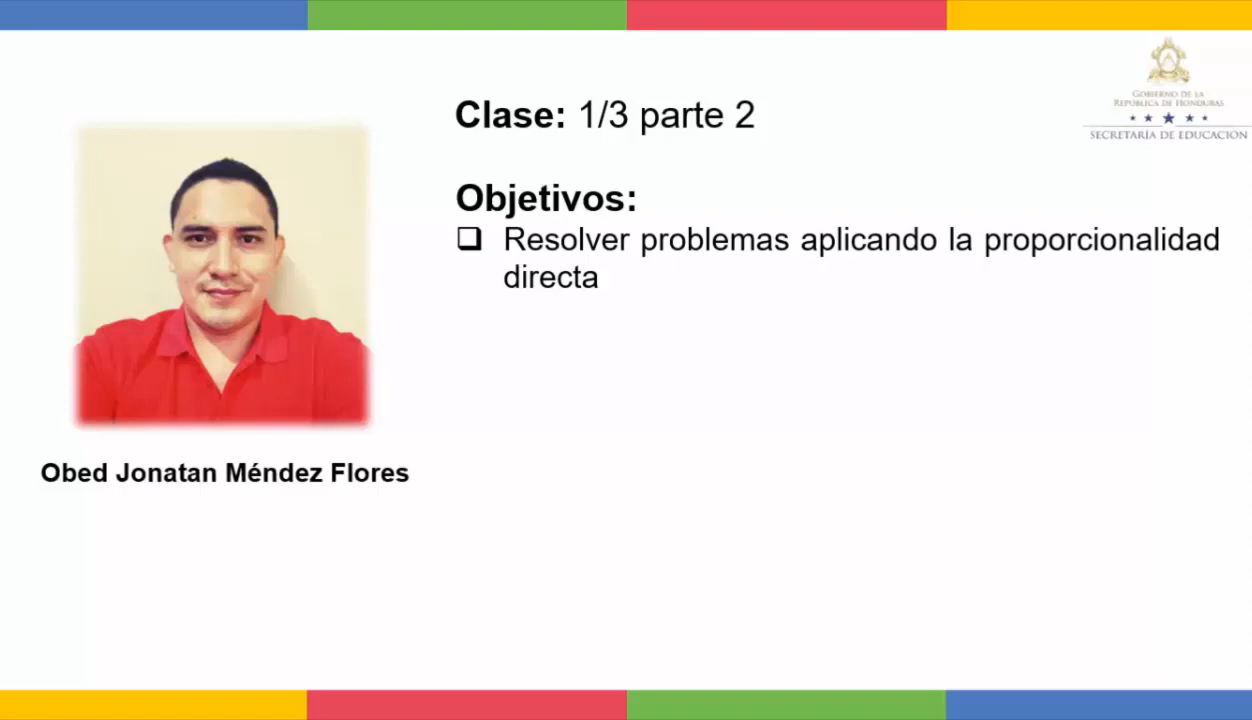 Clase: 1/3 parte 2
Objetivos:
❑ Resolver problemas aplicando la proporcionalidad
directa
Obed Jonatan Méndez Flores
GOBIERNO DE LA
REPÚBLICA DE HONDURAS
SECRETARÍA DE EDUCACIÓN